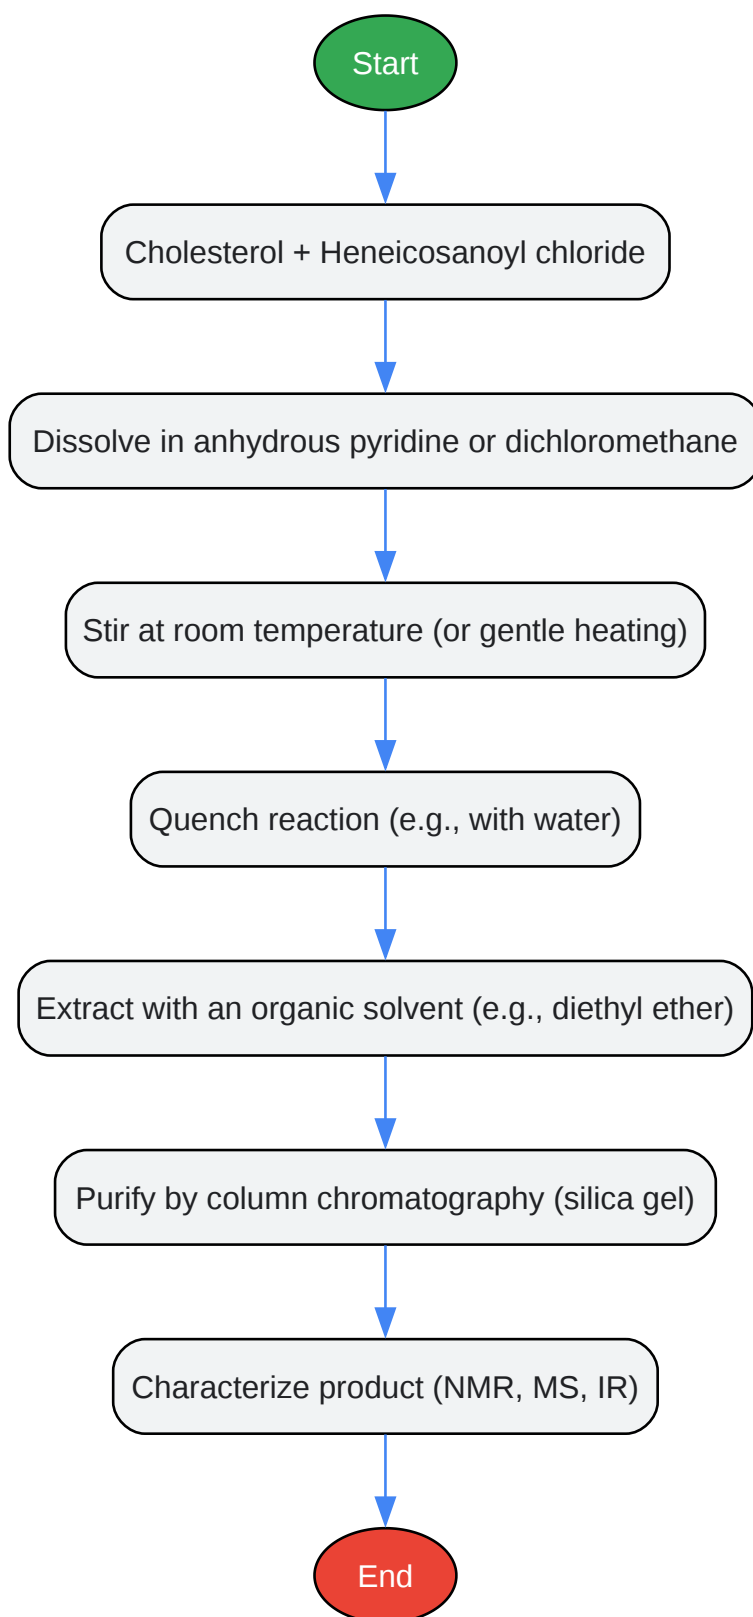 Start
Cholesterol + Heneicosanoyl chloride
Dissolve in anhydrous pyridine or dichloromethane
Stir at room temperature (or gentle heating)
Quench reaction (e.g., with water)
Extract with an organic solvent (e.g., diethyl ether)
Purify by column chromatography (silica gel)
Characterize product (NMR, MS, IR)
End